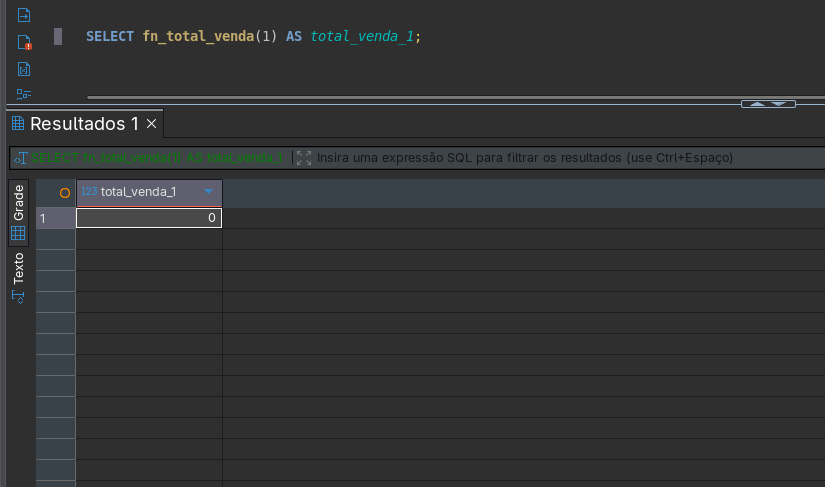 SELECT fn_total_venda(1) AS total_venda_1;
Resultados 1 ×
SELECT fn_total_venda(1) AS total_venda_1 Insira uma expressão SQL para filtrar os resultados (use Ctrl+Espaço)
Grade
Texto
123 total_venda_1
1 0